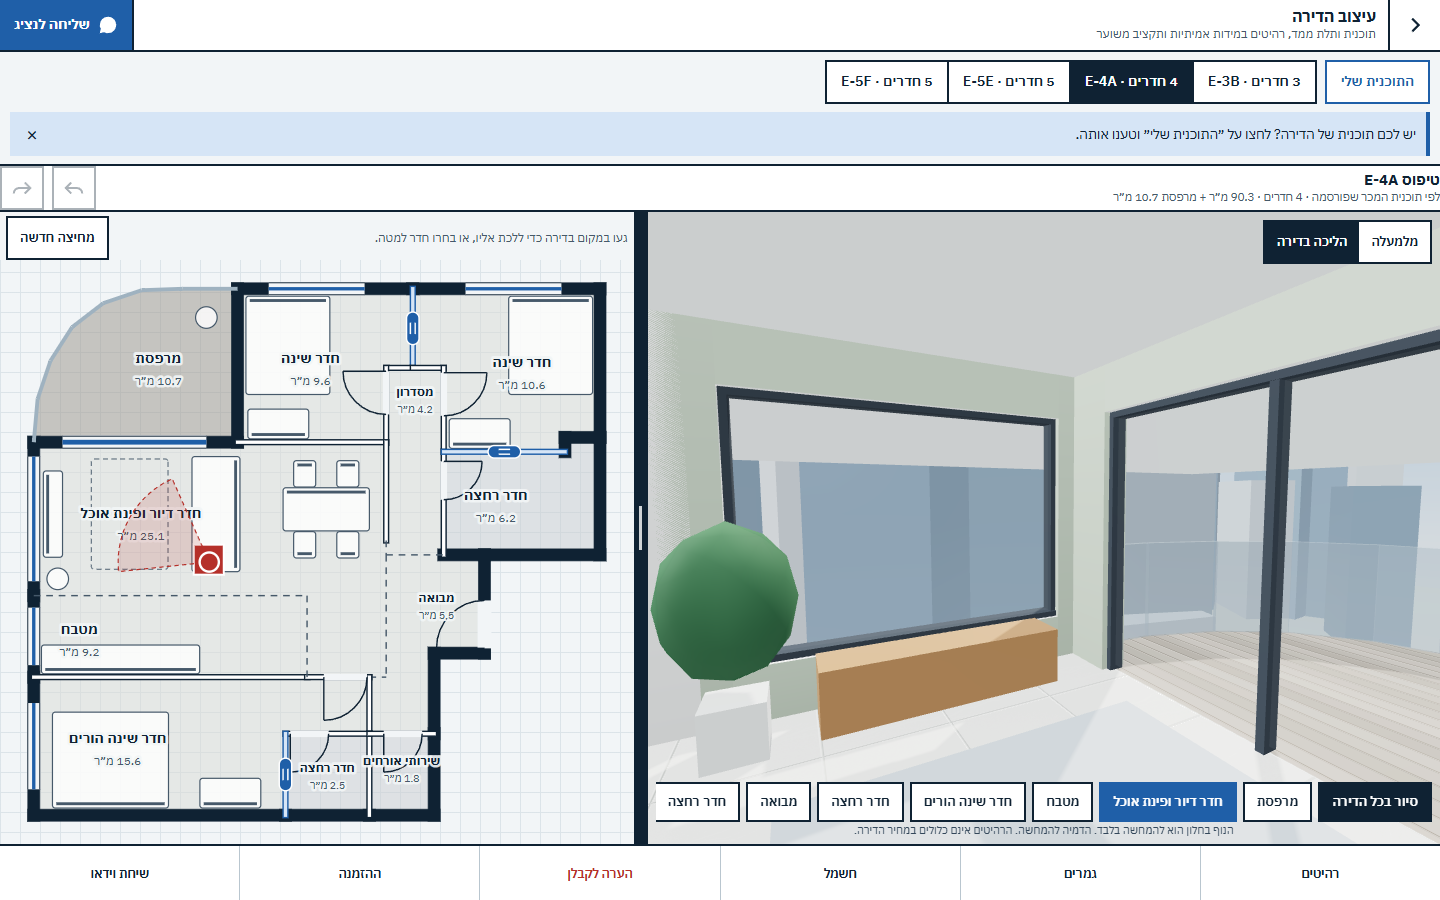 עיצוב הדירה
תוכנית ותלת ממד, רהיטים במידות אמיתיות ותקציב משוער
שליחה לנציג
התוכנית שלי
3 חדרים · E-3B
4 חדרים · E-4A
5 חדרים · E-5E
5 חדרים · E-5F
יש לכם תוכנית של הדירה? לחצו על ״התוכנית שלי״ וטענו אותה.
×
טיפוס E-4A
לפי תוכנית המכר שפורסמה · 4 חדרים · 90.3 מ״ר + מרפסת 10.7 מ״ר
מלמעלה
הליכה בדירה
געו במקום בדירה כדי ללכת אליו, או בחרו חדר למטה.
מחיצה חדשה
חדר שינה
10.6 מ״ר
חדר שינה
9.6 מ״ר
מרפסת
10.7 מ״ר
מסדרון
4.2 מ״ר
חדר רחצה
6.2 מ״ר
חדר דיור ופינת אוכל
25.1 מ״ר
מבואה
5.5 מ״ר
מטבח
9.2 מ״ר
חדר שינה הורים
15.6 מ״ר
שירותי אורחים
1.8 מ״ר
חדר רחצה
2.5 מ״ר
סיור בכל הדירה
מרפסת
חדר דיור ופינת אוכל
מטבח
חדר שינה הורים
חדר רחצה
מבואה
חדר רחצה
הנוף בחלון הוא להמחשה בלבד. הדמיה להמחשה. הרהיטים אינם כלולים במחיר הדירה.
רהיטים
גמרים
חשמל
הערה לקבלן
ההזמנה
שיחת וידאו